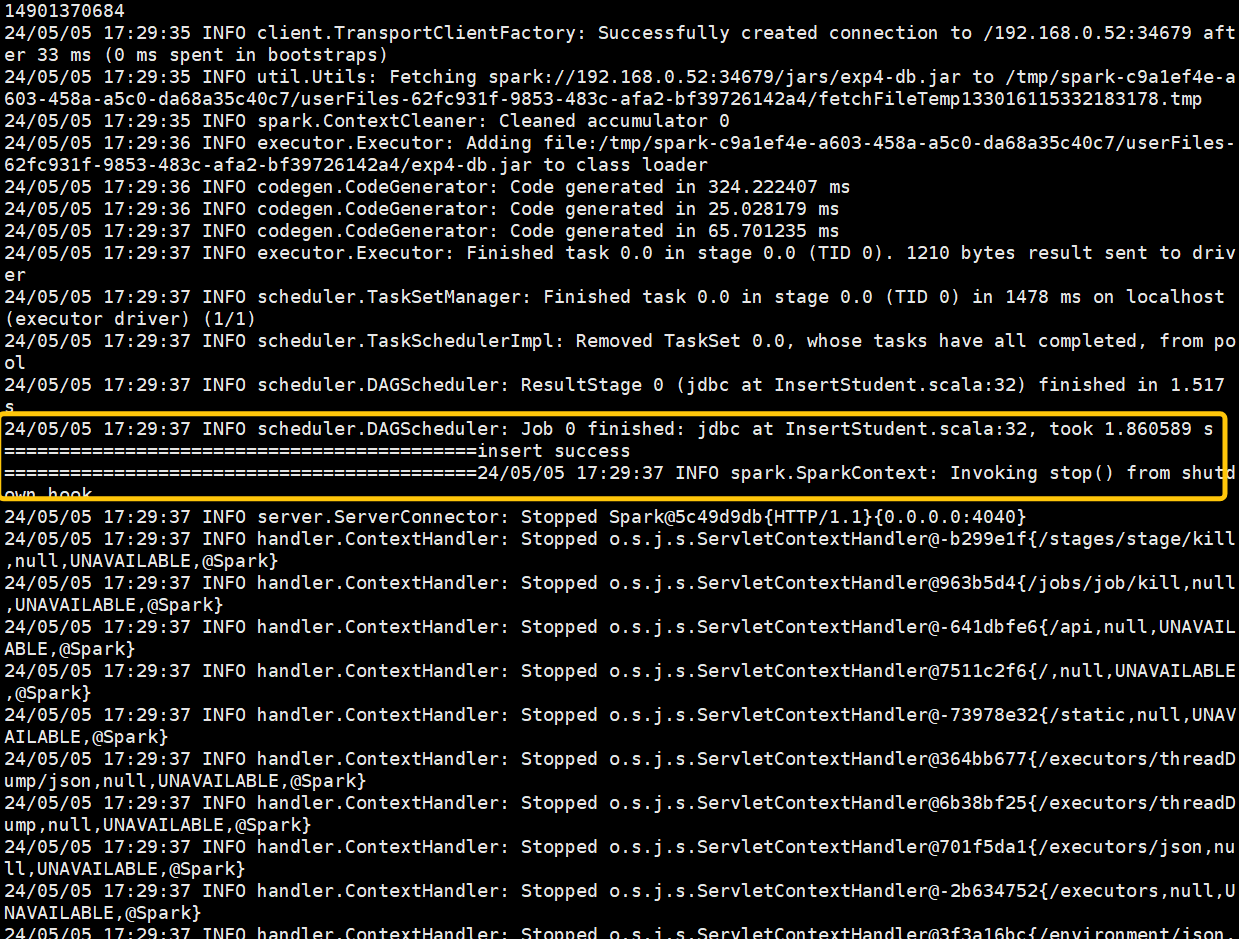 14901370684
24/05/05 17:29:35 INFO client.TransportClientFactory: Successfully created connection to /192.168.0.52:34679 aft
er 33 ms (0 ms spent in bootstraps)
24/05/05 17:29:35 INFO util.Utils: Fetching spark://192.168.0.52:34679/jars/exp4-db.jar to /tmp/spark-c9a1ef4e-a
603-458a-a5c0-da68a35c40c7/userFiles-62fc931f-9853-483c-afa2-bf39726142a4/fetchFileTemp133016115332183178.tmp
24/05/05 17:29:35 INFO spark.ContextCleaner: Cleaned accumulator 0
24/05/05 17:29:36 INFO executor.Executor: Adding file:/tmp/spark-c9a1ef4e-a603-458a-a5c0-da68a35c40c7/userFiles-
62fc931f-9853-483c-afa2-bf39726142a4/exp4-db.jar to class loader
24/05/05 17:29:36 INFO codegen.CodeGenerator: Code generated in 324.222407 ms
24/05/05 17:29:36 INFO codegen.CodeGenerator: Code generated in 25.028179 ms
24/05/05 17:29:37 INFO codegen.CodeGenerator: Code generated in 65.701235 ms
24/05/05 17:29:37 INFO executor.Executor: Finished task 0.0 in stage 0.0 (TID 0). 1210 bytes result sent to driv
er
24/05/05 17:29:37 INFO scheduler.TaskSetManager: Finished task 0.0 in stage 0.0 (TID 0) in 1478 ms on localhost
(executor driver) (1/1)
24/05/05 17:29:37 INFO scheduler.TaskSchedulerImpl: Removed TaskSet 0.0, whose tasks have all completed, from po
ol
24/05/05 17:29:37 INFO scheduler.DAGScheduler: ResultStage 0 (jdbc at InsertStudent.scala:32) finished in 1.517
s
24/05/05 17:29:37 INFO scheduler.DAGScheduler: Job 0 finished: jdbc at InsertStudent.scala:32, took 1.860589 s
===========================================insert success
===========================================24/05/05 17:29:37 INFO spark.SparkContext: Invoking stop() from shutd
own hook
24/05/05 17:29:37 INFO server.ServerConnector: Stopped Spark@5c49d9db{HTTP/1.1}{0.0.0.0:4040}
24/05/05 17:29:37 INFO handler.ContextHandler: Stopped o.s.j.s.ServletContextHandler@-b299e1f{/stages/stage/kill
,null,UNAVAILABLE,@Spark}
24/05/05 17:29:37 INFO handler.ContextHandler: Stopped o.s.j.s.ServletContextHandler@963b5d4{/jobs/job/kill,null
,UNAVAILABLE,@Spark}
24/05/05 17:29:37 INFO handler.ContextHandler: Stopped o.s.j.s.ServletContextHandler@-641dbfe6{/api,null,UNAVAIL
ABLE,@Spark}
24/05/05 17:29:37 INFO handler.ContextHandler: Stopped o.s.j.s.ServletContextHandler@7511c2f6{/,null,UNAVAILABLE
,@Spark}
24/05/05 17:29:37 INFO handler.ContextHandler: Stopped o.s.j.s.ServletContextHandler@-73978e32{/static,null,UNAV
AILABLE,@Spark}
24/05/05 17:29:37 INFO handler.ContextHandler: Stopped o.s.j.s.ServletContextHandler@364bb677{/executors/threadD
ump/json,null,UNAVAILABLE,@Spark}
24/05/05 17:29:37 INFO handler.ContextHandler: Stopped o.s.j.s.ServletContextHandler@6b38bf25{/executors/threadD
ump,null,UNAVAILABLE,@Spark}
24/05/05 17:29:37 INFO handler.ContextHandler: Stopped o.s.j.s.ServletContextHandler@701f5da1{/executors/json,nu
ll,UNAVAILABLE,@Spark}
24/05/05 17:29:37 INFO handler.ContextHandler: Stopped o.s.j.s.ServletContextHandler@-2b634752{/executors,null,U
NAVAILABLE,@Spark}
24/05/05 17:29:37 INFO handler.ContextHandler: Stopped o.s.j.s.ServletContextHandler@3f3a16bc{/environment/json,